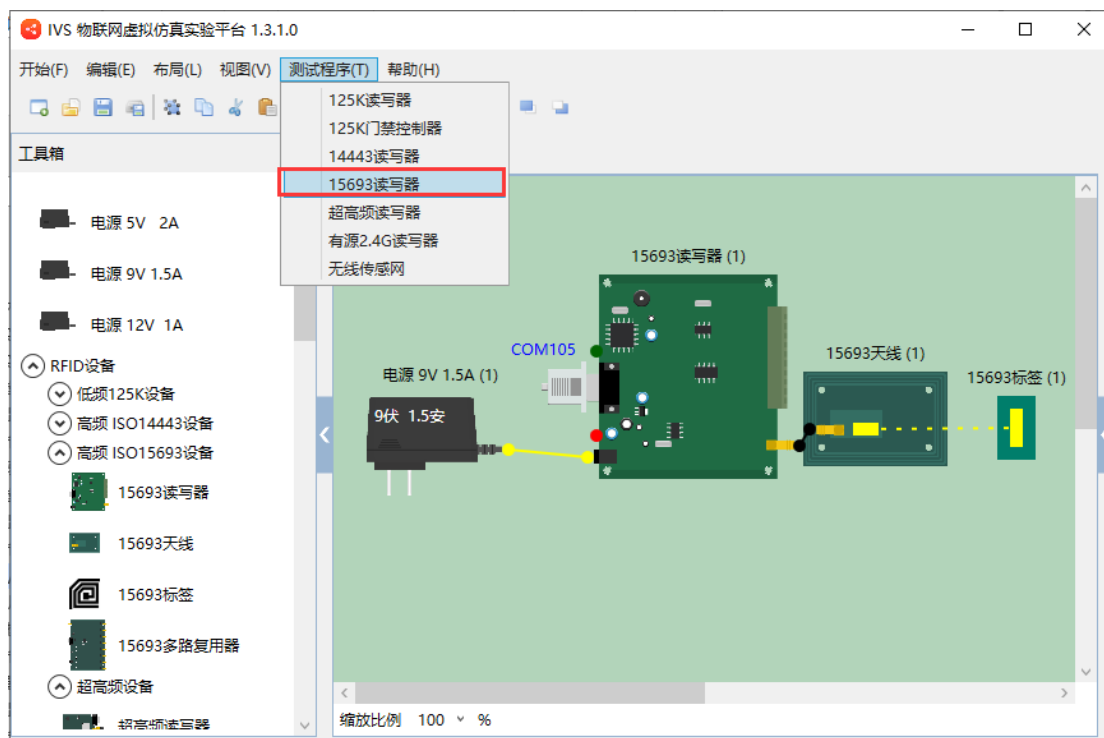 IVS 物联网虚拟仿真实验平台 1.3.1.0
开始(F) 编辑(E) 布局(L) 视图(V) 测试程序(T) 帮助(H)
125K读写器
125K门禁控制器
14443读写器
15693读写器
超高频读写器
有源2.4G读写器
无线传感网
工具箱
电源 5V 2A
电源 9V 1.5A
电源 12V 1A
RFID设备
低频125K设备
高频 ISO14443设备
高频 ISO15693设备
15693读写器
15693天线
15693标签
15693多路复用器
超高频设备
超高频读写器
15693读写器 (1)
COM105
电源 9V 1.5A (1)
9伏 1.5安
15693天线 (1)
15693标签 (1)
缩放比例 100 %